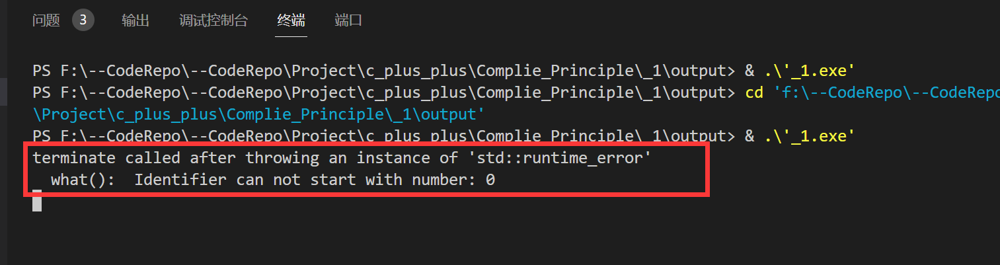 问题 3 输出 调试控制台 终端 端口
PS F:\--CodeRepo\--CodeRepo\Project\c_plus_plus\Complie_Principle\_1\output> & .\'_1.exe'
PS F:\--CodeRepo\--CodeRepo\Project\c_plus_plus\Complie_Principle\_1\output> cd 'f:\--CodeRepo\--CodeRepo
\Project\c_plus_plus\Complie_Principle\_1\output'
PS F:\--CodeRepo\--CodeRepo\Project\c_plus_plus\Complie_Principle\_1\output> & .\'_1.exe'
terminate called after throwing an instance of 'std::runtime_error'
  what():  Identifier can not start with number: 0